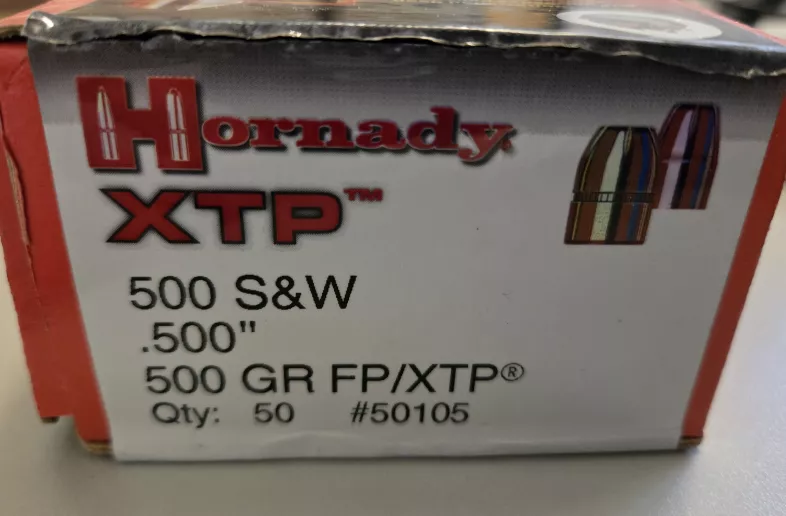 Hornady
XTP™
500 S&W
.500"
500 GR FP/XTP®
Qty: 50 #50105